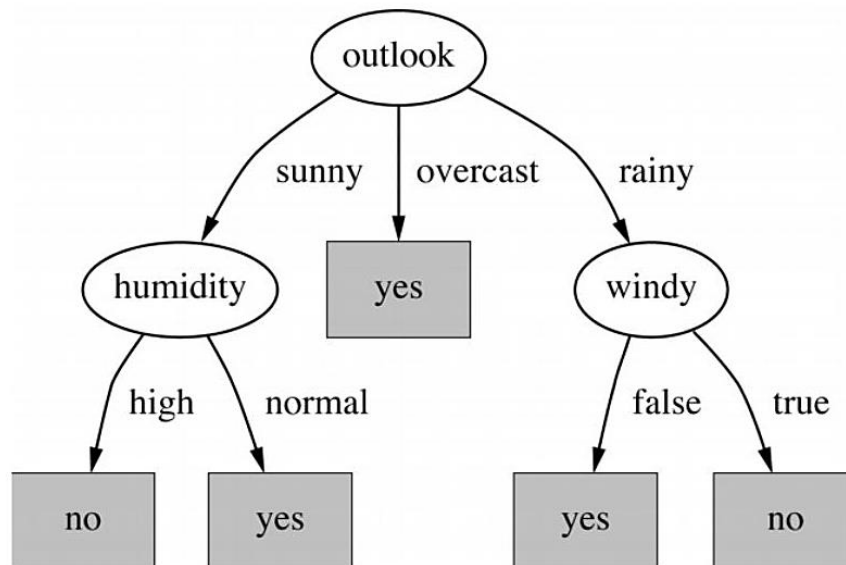 outlook
sunny overcast rainy
humidity yes windy
high normal false true
no yes yes no